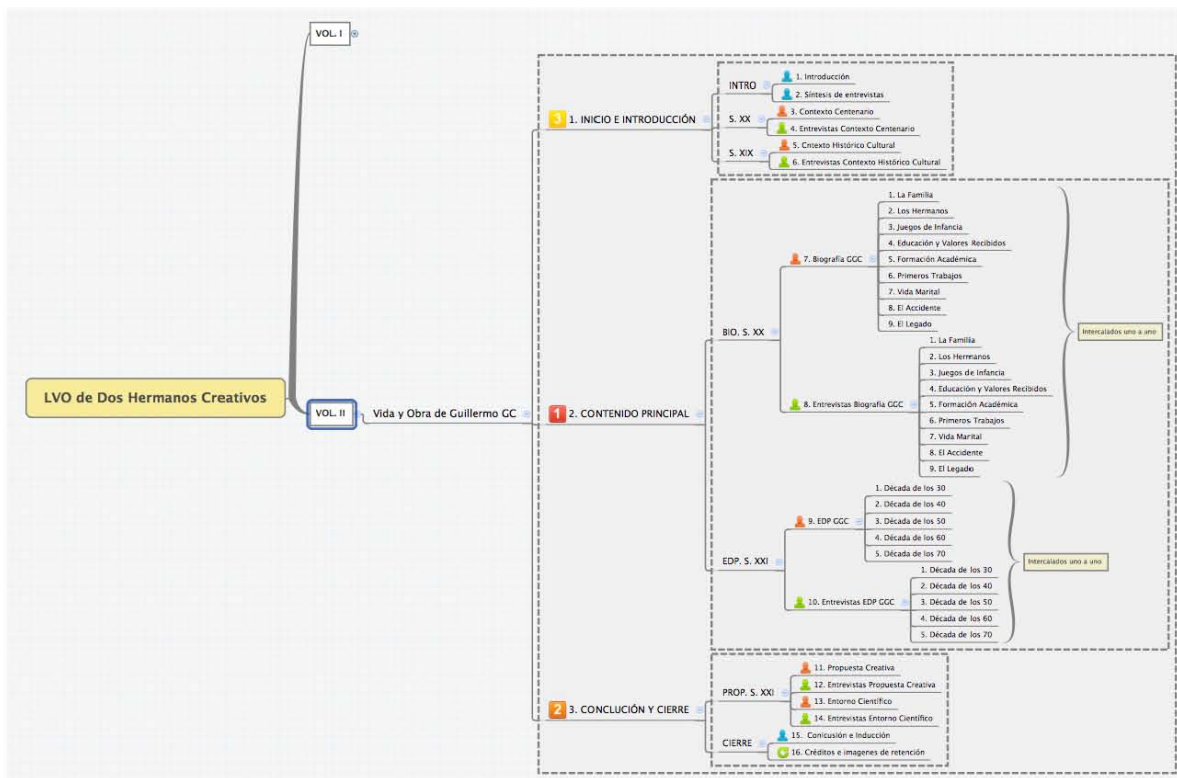 LVO de Dos Hermanos Creativos
VOL. I
VOL. II
Vida y Obra de Guillermo GC
3 1. INICIO E INTRODUCCIÓN
INTRO
1. Introducción
2. Síntesis de entrevistas
S. XX
3. Contexto Centenario
4. Entrevistas Contexto Centenario
S. XIX
5. Cntexto Histórico Cultural
6. Entrevistas Contexto Histórico Cultural
1 2. CONTENIDO PRINCIPAL
BIO. S. XX
7. Biografía GGC
1. La Familia
2. Los Hermanos
3. Juegos de Infancia
4. Educación y Valores Recibidos
5. Formación Académica
6. Primeros Trabajos
7. Vida Marital
8. El Accidente
9. El Legado
8. Entrevistas Biografía GGC
1. La Familia
2. Los Hermanos
3. Juegos de Infancia
4. Educación y Valores Recibidos
5. Formación Académica
6. Primeros Trabajos
7. Vida Marital
8. El Accidente
9. El Legado
Intercalados uno a uno
EDP. S. XXI
9. EDP GGC
1. Década de los 30
2. Década de los 40
3. Década de los 50
4. Década de los 60
5. Década de los 70
10. Entrevistas EDP GGC
1. Década de los 30
2. Década de los 40
3. Década de los 50
4. Década de los 60
5. Década de los 70
Intercalados uno a uno
2 3. CONCLUCIÓN Y CIERRE
PROP. S. XXI
11. Propuesta Creativa
12. Entrevistas Propuesta Creativa
13. Entorno Científico
14. Entrevistas Entorno Científico
CIERRE
15. Conicusión e Inducción
16. Créditos e imagenes de retención